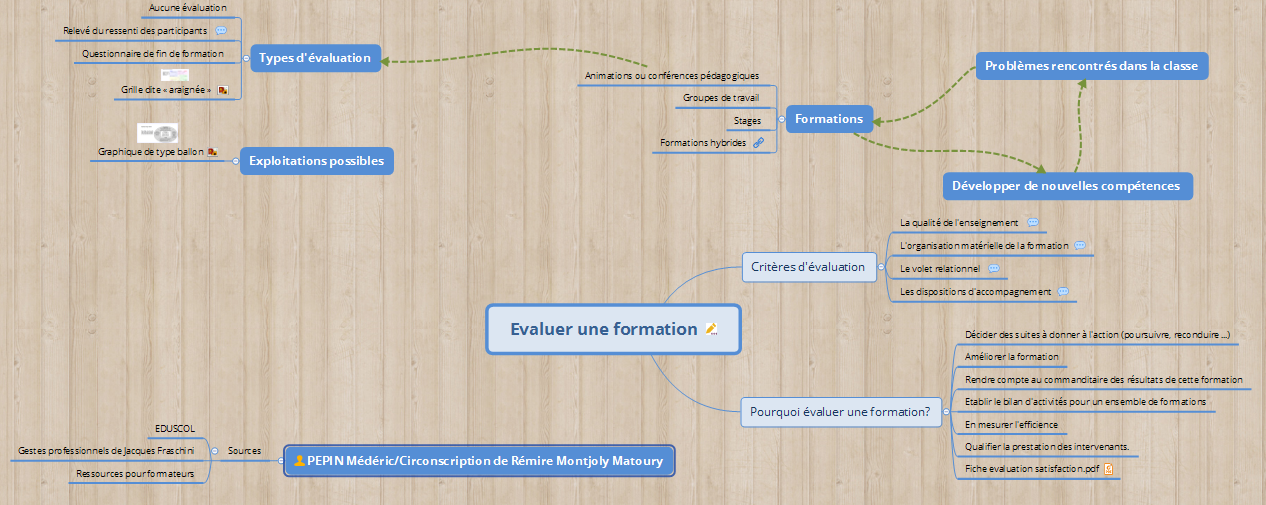 Aucune évaluation
Relevé du ressenti des participants
Questionnaire de fin de formation
Grille dite « araignée »
Types d'évaluation
Graphique de type ballon
Exploitations possibles
Animations ou conférences pédagogiques
Groupes de travail
Stages
Formations hybrides
Formations
Problèmes rencontrés dans la classe
Développer de nouvelles compétences
Evaluer une formation
Critères d'évaluation
La qualité de l'enseignement
L'organisation matérielle de la formation
Le volet relationnel
Les dispositions d'accompagnement
Pourquoi évaluer une formation?
Décider des suites à donner à l'action (poursuivre, reconduire ...)
Améliorer la formation
Rendre compte au commanditaire des résultats de cette formation
Etablir le bilan d'activités pour un ensemble de formations
En mesurer l'efficience
Qualifier la prestation des intervenants.
Fiche evaluation satisfaction.pdf
EDUSCOL
Gestes professionnels de Jacques Fraschini
Ressources pour formateurs
Sources
PEPIN Médéric/Circonscription de Rémire Montjoly Matoury